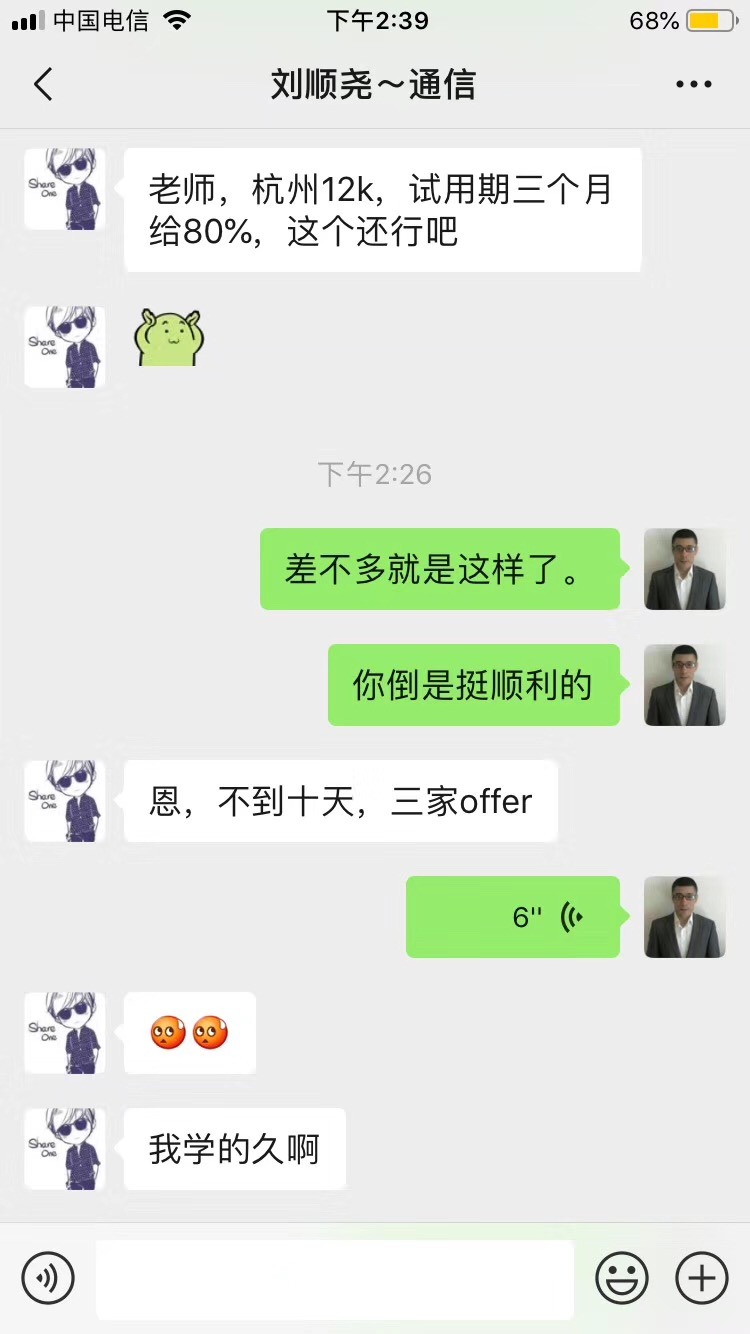 中国电信
下午2:39
68%
刘顺尧～通信
Share
One
老师，杭州12k，试用期三个月
给80%，这个还行吧
Share
One
下午2:26
差不多就是这样了。
你倒是挺顺利的
Share
One
恩，不到十天，三家offer
6''
Share
One
Share
One
我学的久啊